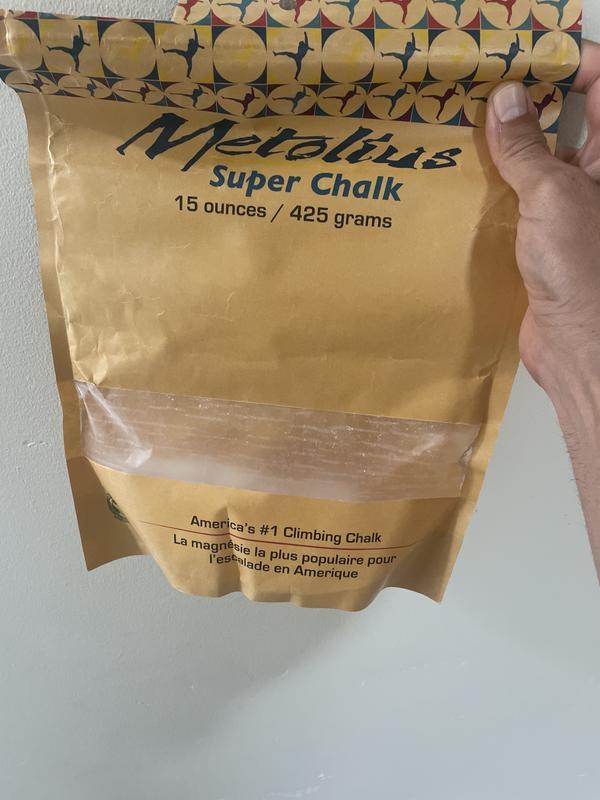 Metolius
Super Chalk
15 ounces / 425 grams
America's #1 Climbing Chalk
La magnésie la plus populaire pour
l'escalade en Amerique